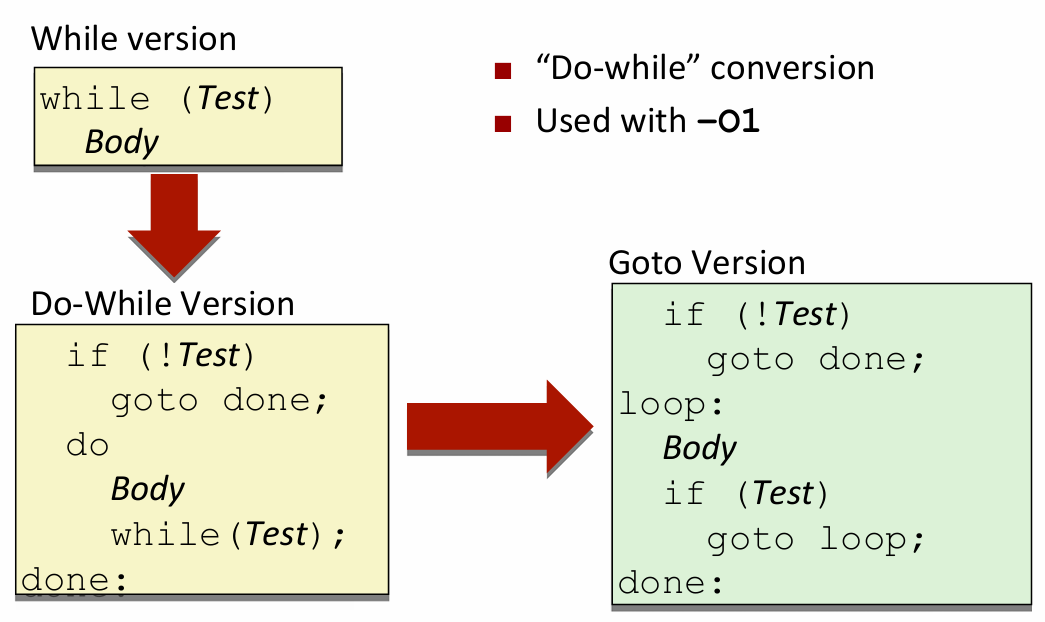 While version
while (Test)
Body
“Do-while” conversion
Used with –O1
Do-While Version
if (!Test)
goto done;
do
Body
while(Test);
done:
Goto Version
if (!Test)
goto done;
loop:
Body
if (Test)
goto loop;
done: